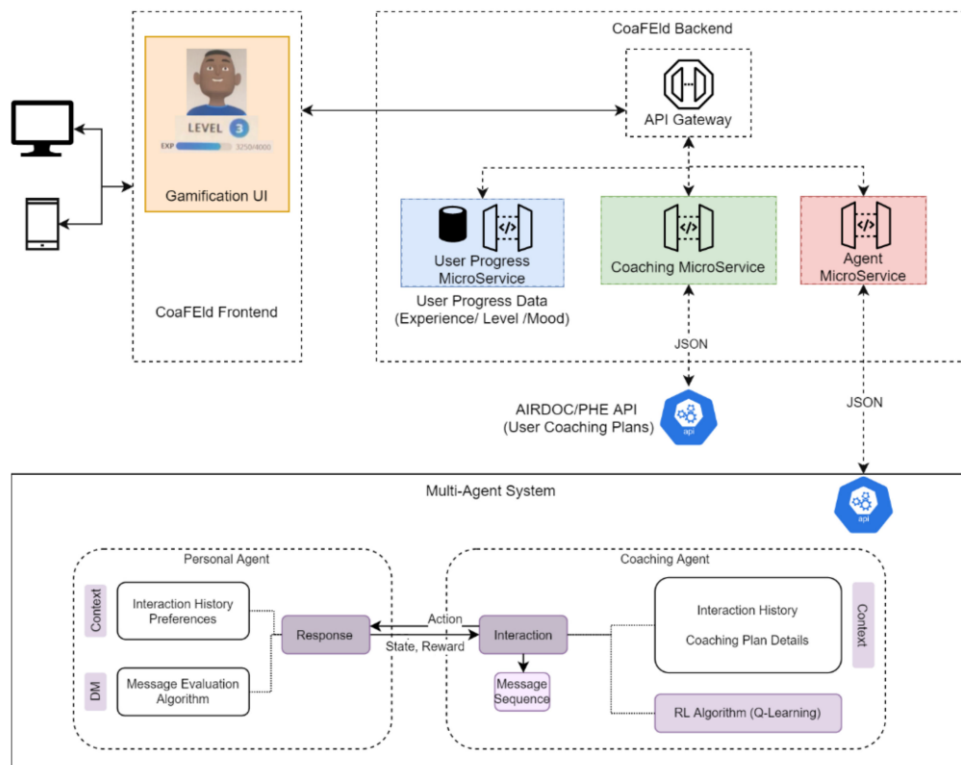 CoaFEld Backend
API Gateway
LEVEL 3
EXP 3250/4000
Gamification UI
CoaFEld Frontend
User Progress
MicroService
Coaching MicroService
Agent
MicroService
User Progress Data
(Experience/ Level /Mood)
JSON
JSON
AIRDOC/PHE API
(User Coaching Plans)
api
api
Multi-Agent System
Personal Agent
Context
Interaction History
Preferences
DM
Message Evaluation
Algorithm
Response
Action
State, Reward
Coaching Agent
Interaction
Message
Sequence
Interaction History
Coaching Plan Details
Context
RL Algorithm (Q-Learning)